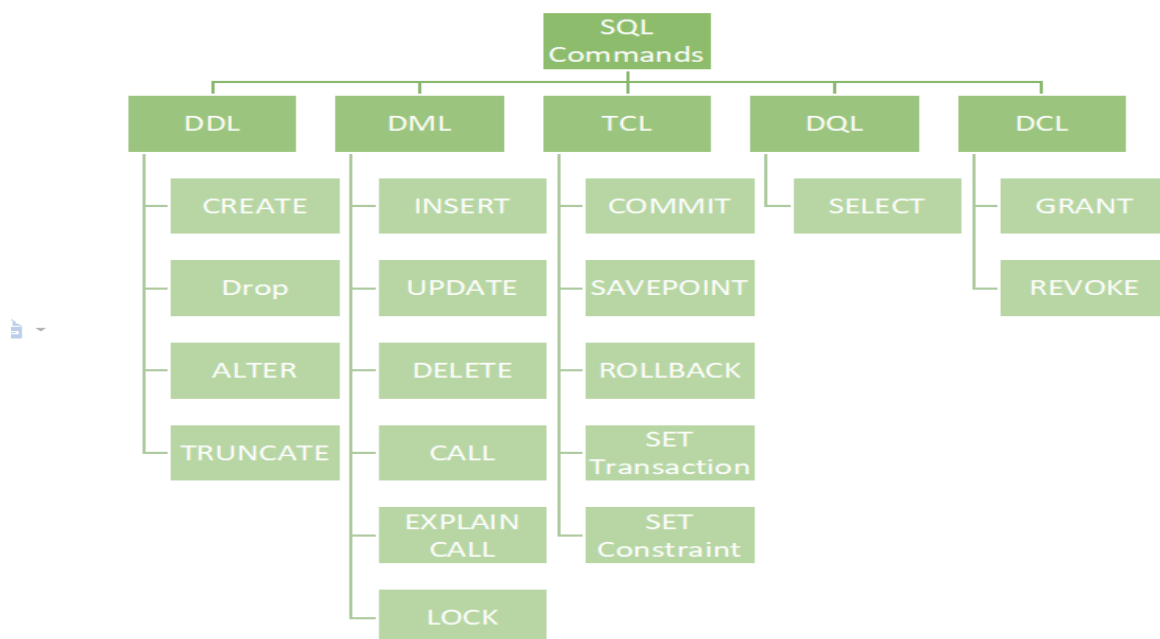 SQL
Commands
DDL
DML
TCL
DQL
DCL
CREATE
Drop
ALTER
TRUNCATE
INSERT
UPDATE
DELETE
CALL
EXPLAIN
CALL
LOCK
COMMIT
SAVEPOINT
ROLLBACK
SET
Transaction
SET
Constraint
SELECT
GRANT
REVOKE